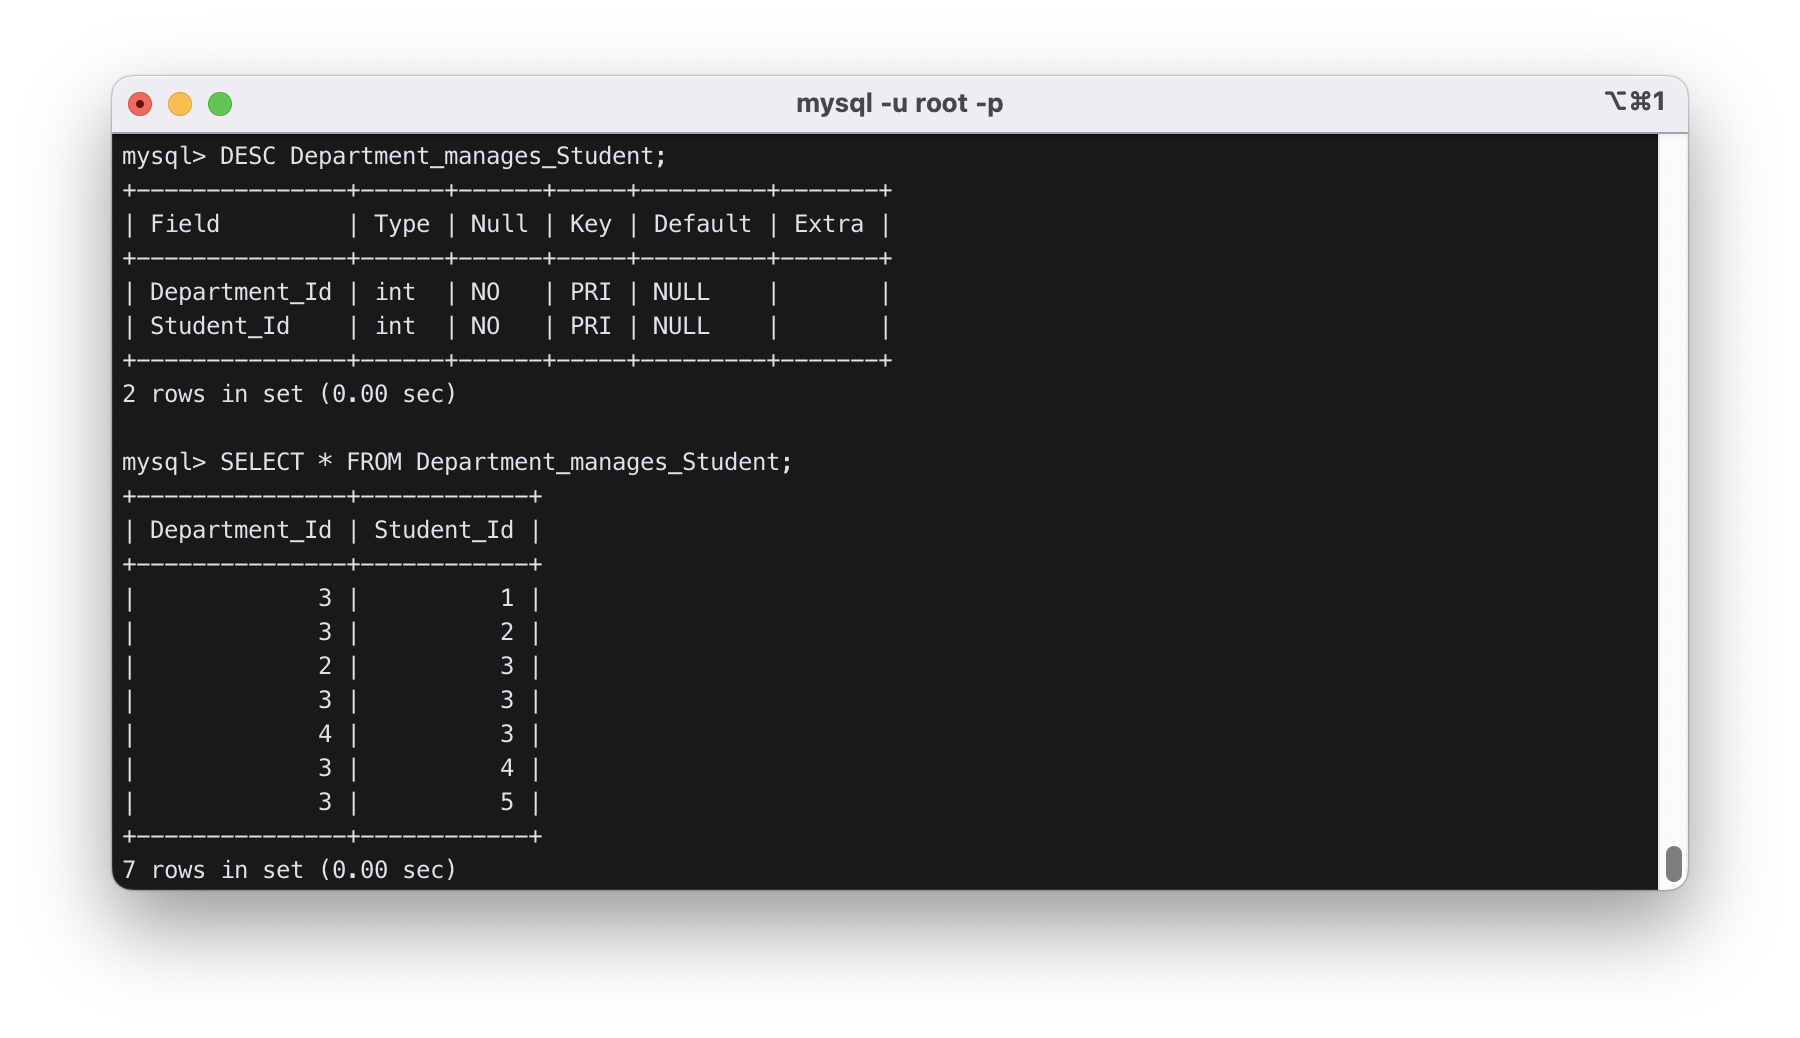 mysql -u root -p
⌥⌘1
mysql> DESC Department_manages_Student;
+---------------+------+------+-----+---------+-------+
| Field         | Type | Null | Key | Default | Extra |
+---------------+------+------+-----+---------+-------+
| Department_Id | int  | NO   | PRI | NULL    |       |
| Student_Id    | int  | NO   | PRI | NULL    |       |
+---------------+------+------+-----+---------+-------+
2 rows in set (0.00 sec)

mysql> SELECT * FROM Department_manages_Student;
+---------------+------------+
| Department_Id | Student_Id |
+---------------+------------+
|             3 |          1 |
|             3 |          2 |
|             2 |          3 |
|             3 |          3 |
|             4 |          3 |
|             3 |          4 |
|             3 |          5 |
+---------------+------------+
7 rows in set (0.00 sec)